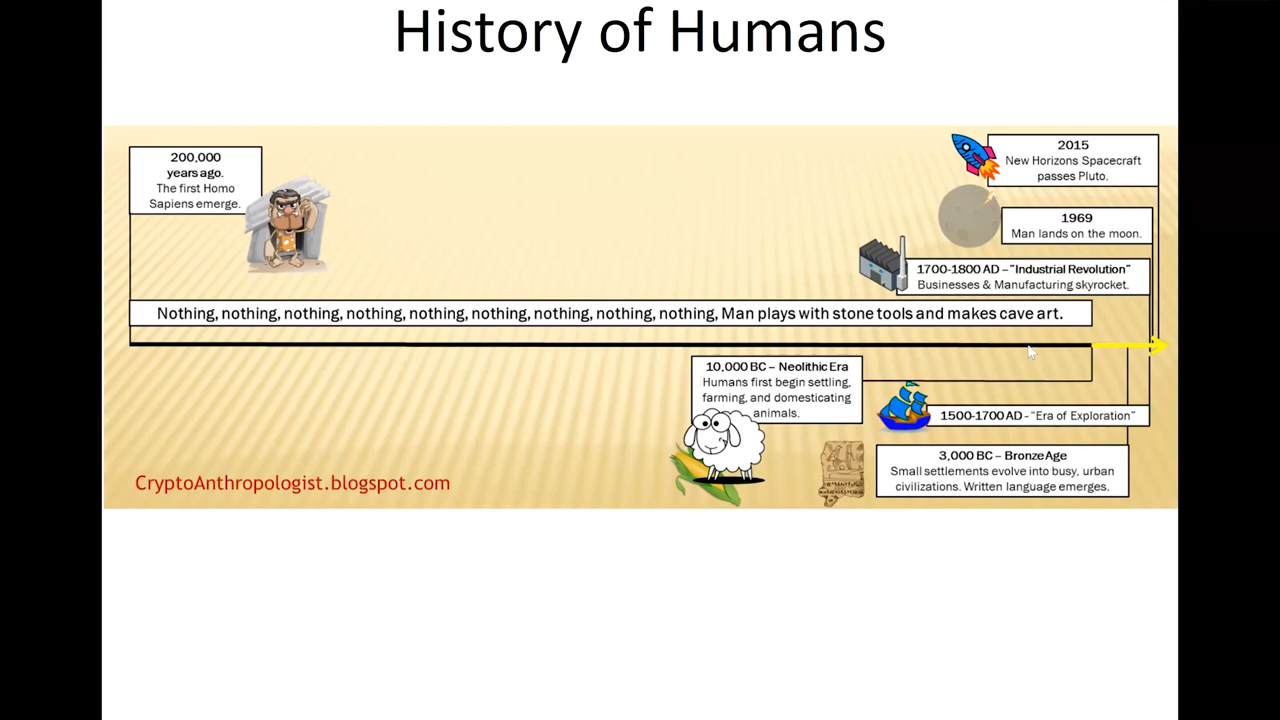 History of Humans
200,000
years ago.
The first Homo
Sapiens emerge.
2015
New Horizons Spacecraft
passes Pluto.
1969
Man lands on the moon.
1700-1800 AD – "Industrial Revolution"
Businesses & Manufacturing skyrocket.
Nothing, nothing, nothing, nothing, nothing, nothing, nothing, nothing, nothing, Man plays with stone tools and makes cave art.
10,000 BC – Neolithic Era
Humans first begin settling,
farming, and domesticating
animals.
1500-1700 AD - "Era of Exploration"
3,000 BC – Bronze Age
Small settlements evolve into busy, urban
civilizations. Written language emerges.
CryptoAnthropologist.blogspot.com